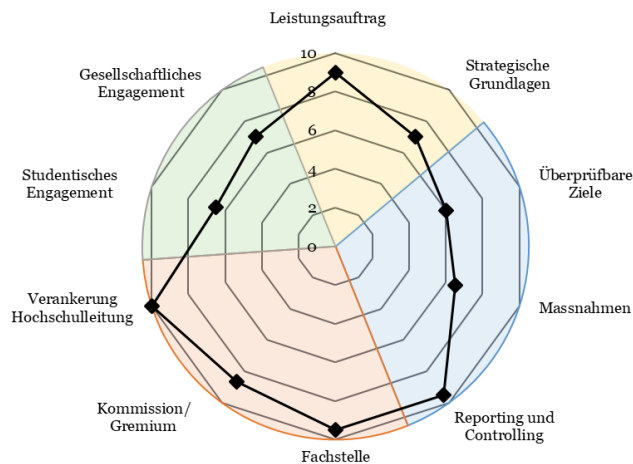 Leistungsauftrag
Strategische
Grundlagen
Überprüfbare
Ziele
Massnahmen
Reporting und
Controlling
Fachstelle
Kommission/
Gremium
Verankerung
Hochschulleitung
Studentisches
Engagement
Gesellschaftliches
Engagement
10
8
6
4
2
0